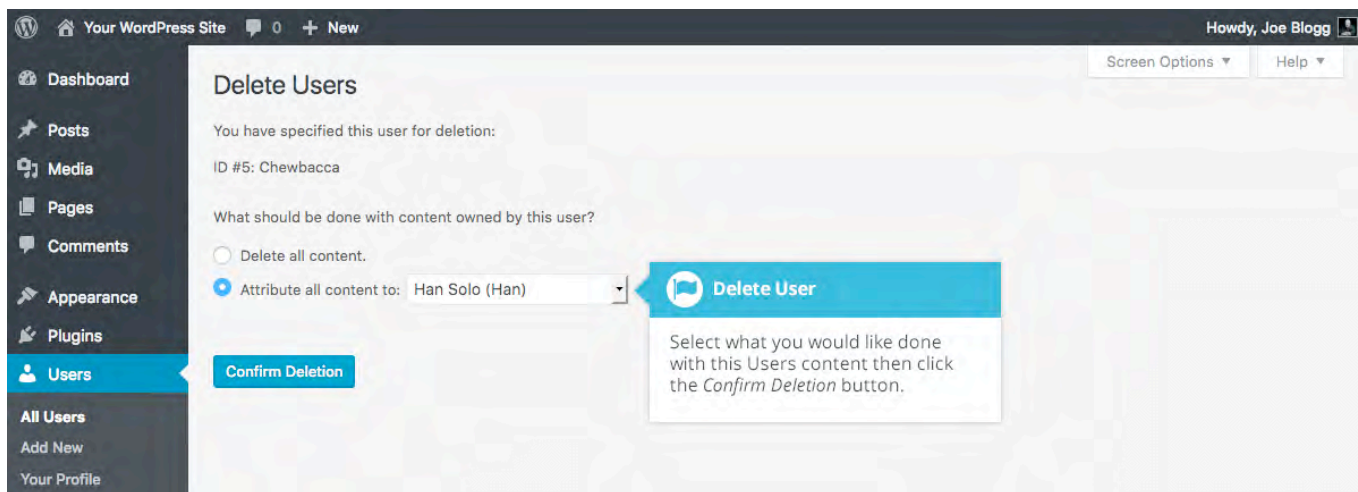 Your WordPress Site 0 + New Howdy, Joe Blogg
Screen Options ▼ Help ▼
Dashboard
Posts
Media
Pages
Comments
Appearance
Plugins
Users
All Users
Add New
Your Profile
Delete Users
You have specified this user for deletion:
ID #5: Chewbacca
What should be done with content owned by this user?
Delete all content.
Attribute all content to: Han Solo (Han)
Confirm Deletion
Delete User
Select what you would like done
with this Users content then click
the Confirm Deletion button.